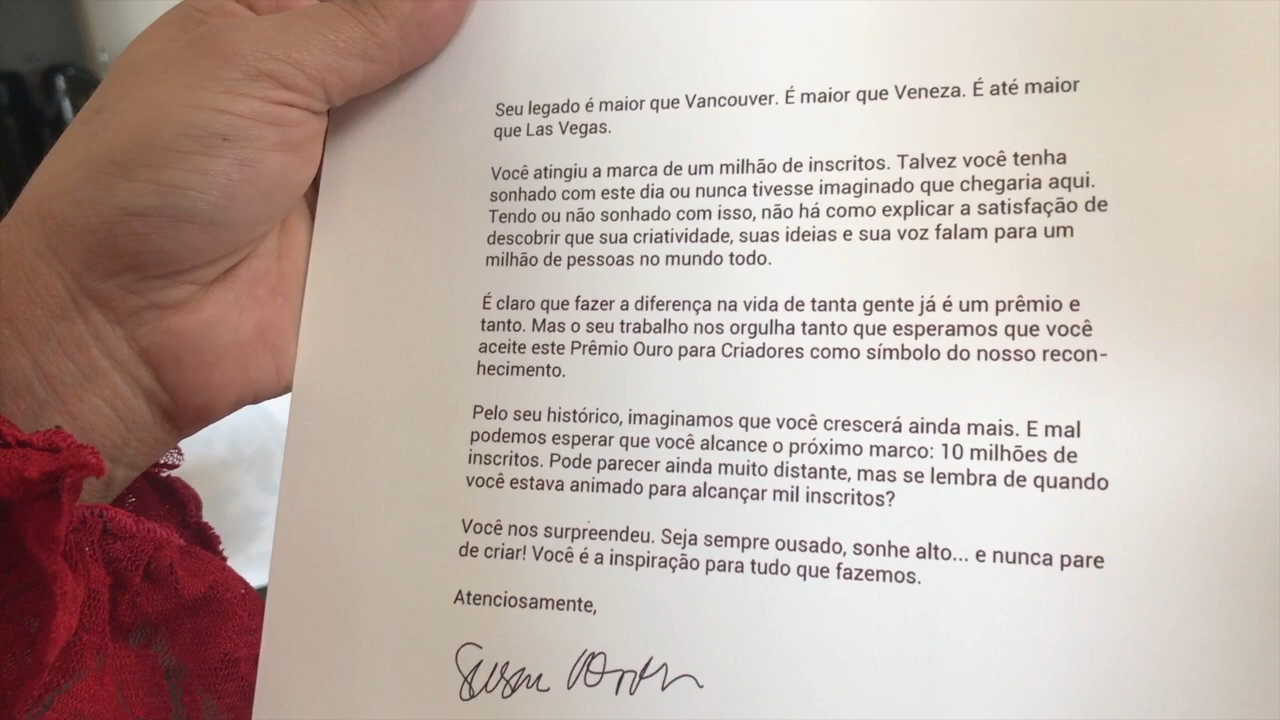 Seu legado é maior que Vancouver. É maior que Veneza. É até maior
que Las Vegas.
Você atingiu a marca de um milhão de inscritos. Talvez você tenha
sonhado com este dia ou nunca tivesse imaginado que chegaria aqui.
Tendo ou não sonhado com isso, não há como explicar a satisfação de
descobrir que sua criatividade, suas ideias e sua voz falam para um
milhão de pessoas no mundo todo.
É claro que fazer a diferença na vida de tanta gente já é um prêmio e
tanto. Mas o seu trabalho nos orgulha tanto que esperamos que você
aceite este Prêmio Ouro para Criadores como símbolo do nosso recon-
hecimento.
Pelo seu histórico, imaginamos que você crescerá ainda mais. E mal
podemos esperar que você alcance o próximo marco: 10 milhões de
inscritos. Pode parecer ainda muito distante, mas se lembra de quando
você estava animado para alcançar mil inscritos?
Você nos surpreendeu. Seja sempre ousado, sonhe alto... e nunca pare
de criar! Você é a inspiração para tudo que fazemos.
Atenciosamente,
Susan